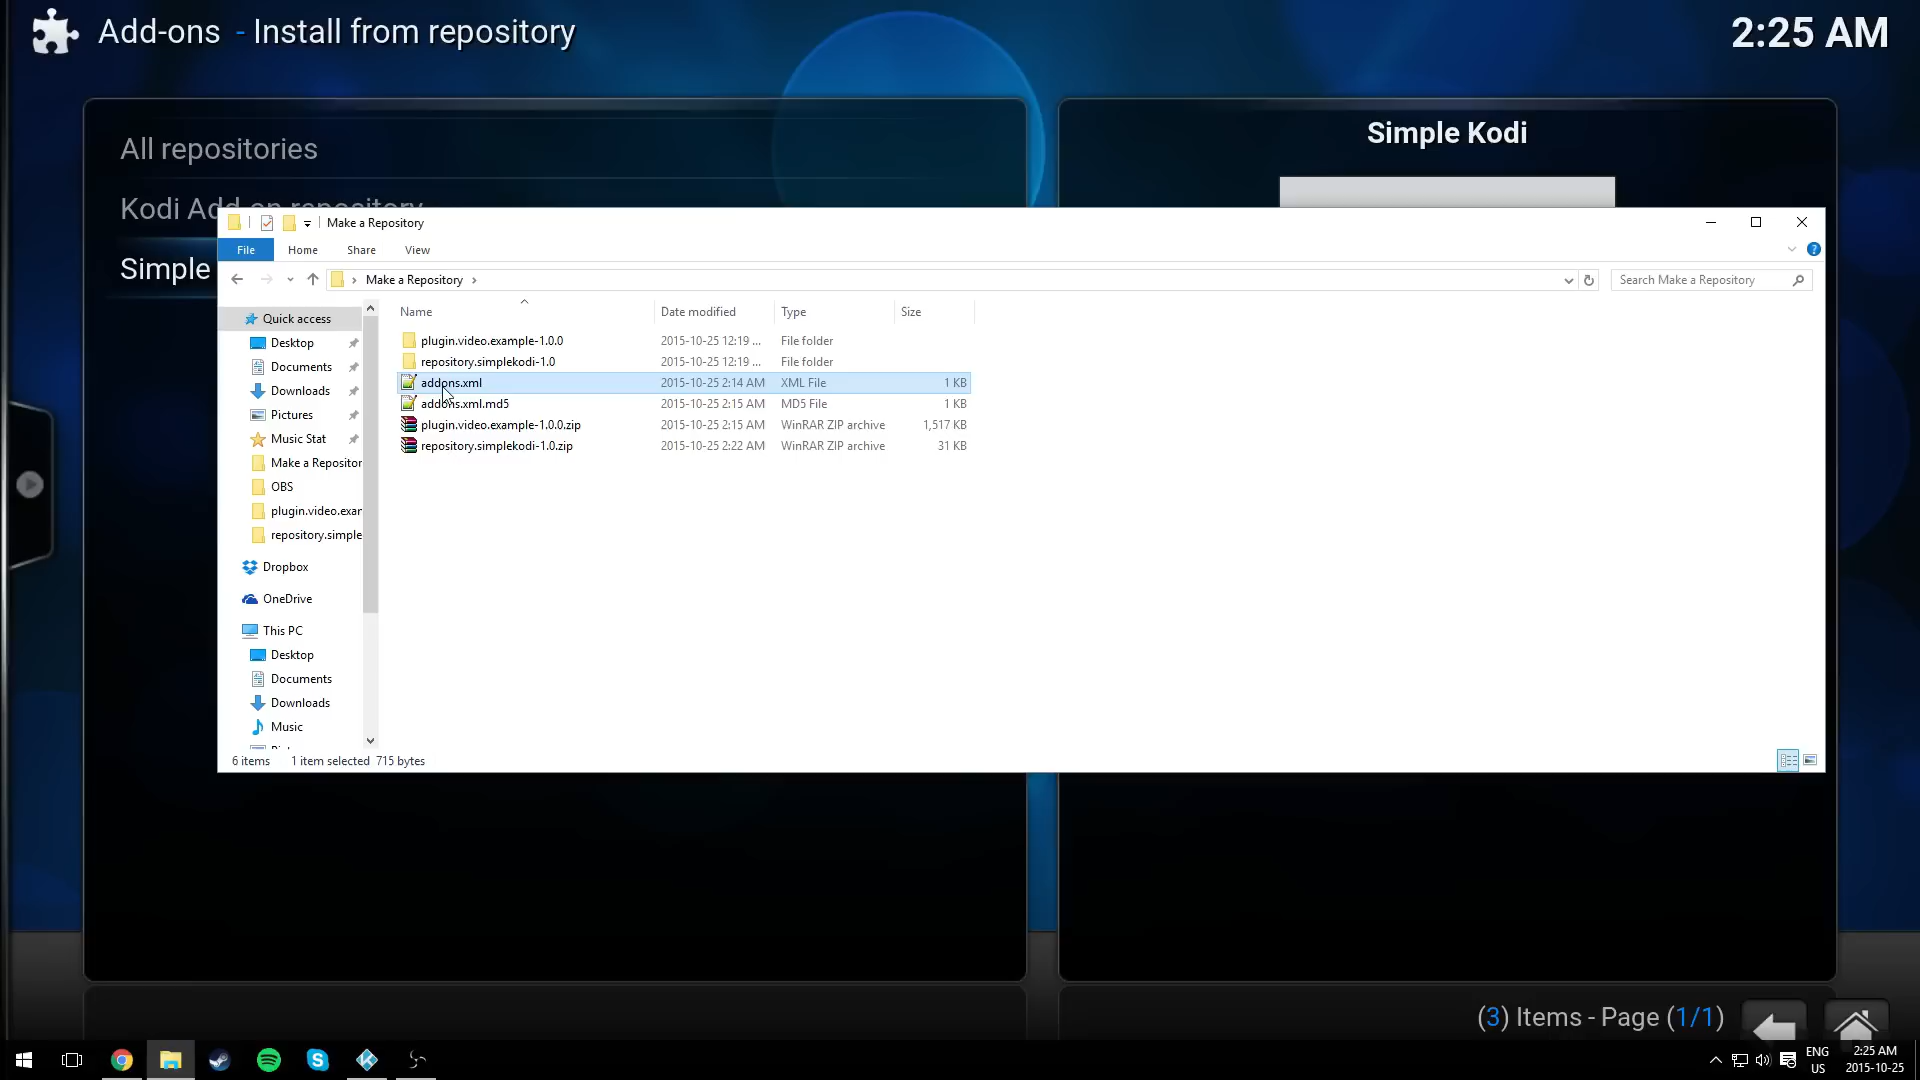 Add-ons - Install from repository
2:25 AM
All repositories
Kodi Add-on repository
Simple
Simple Kodi
Make a Repository
File Home Share View
Make a Repository
Search Make a Repository
Name Date modified Type Size
Quick access
Desktop
Documents
Downloads
Pictures
Music Stat
Make a Repositor
OBS
plugin.video.exar
repository.simple
Dropbox
OneDrive
This PC
Desktop
Documents
Downloads
Music
plugin.video.example-1.0.0 2015-10-25 12:19 ... File folder
repository.simplekodi-1.0 2015-10-25 12:19 ... File folder
addons.xml 2015-10-25 2:14 AM XML File 1 KB
addons.xml.md5 2015-10-25 2:15 AM MD5 File 1 KB
plugin.video.example-1.0.0.zip 2015-10-25 2:15 AM WinRAR ZIP archive 1,517 KB
repository.simplekodi-1.0.zip 2015-10-25 2:22 AM WinRAR ZIP archive 31 KB
6 items 1 item selected 715 bytes
(3) Items - Page (1/1)
ENG
US
2:25 AM
2015-10-25